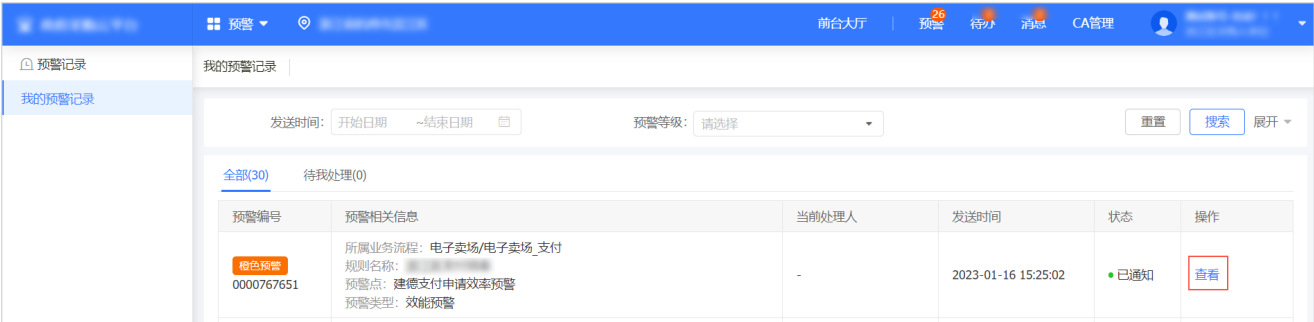 预警
前台大厅
预警
26
待办
消息
CA管理
预警记录
我的预警记录
我的预警记录
发送时间: 开始日期 ~结束日期
预警等级: 请选择
重置
搜索
展开
全部(30)
待我处理(0)
预警编号 预警相关信息 当前处理人 发送时间 状态 操作
橙色预警
0000767651
所属业务流程: 电子卖场/电子卖场_支付
规则名称:
预警点: 建德支付申请效率预警
预警类型: 效能预警
-
2023-01-16 15:25:02
已通知
查看